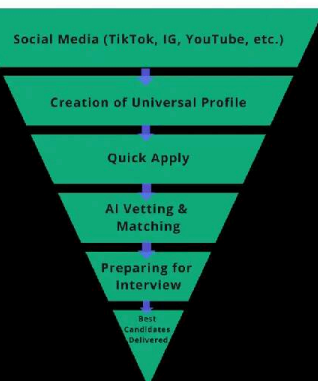 Social Media (TikTok, IG, YouTube, etc.)
Creation of Universal Profile
Quick Apply
AI Vetting &
Matching
Preparing for
Interview
Best
Candidates
Delivered